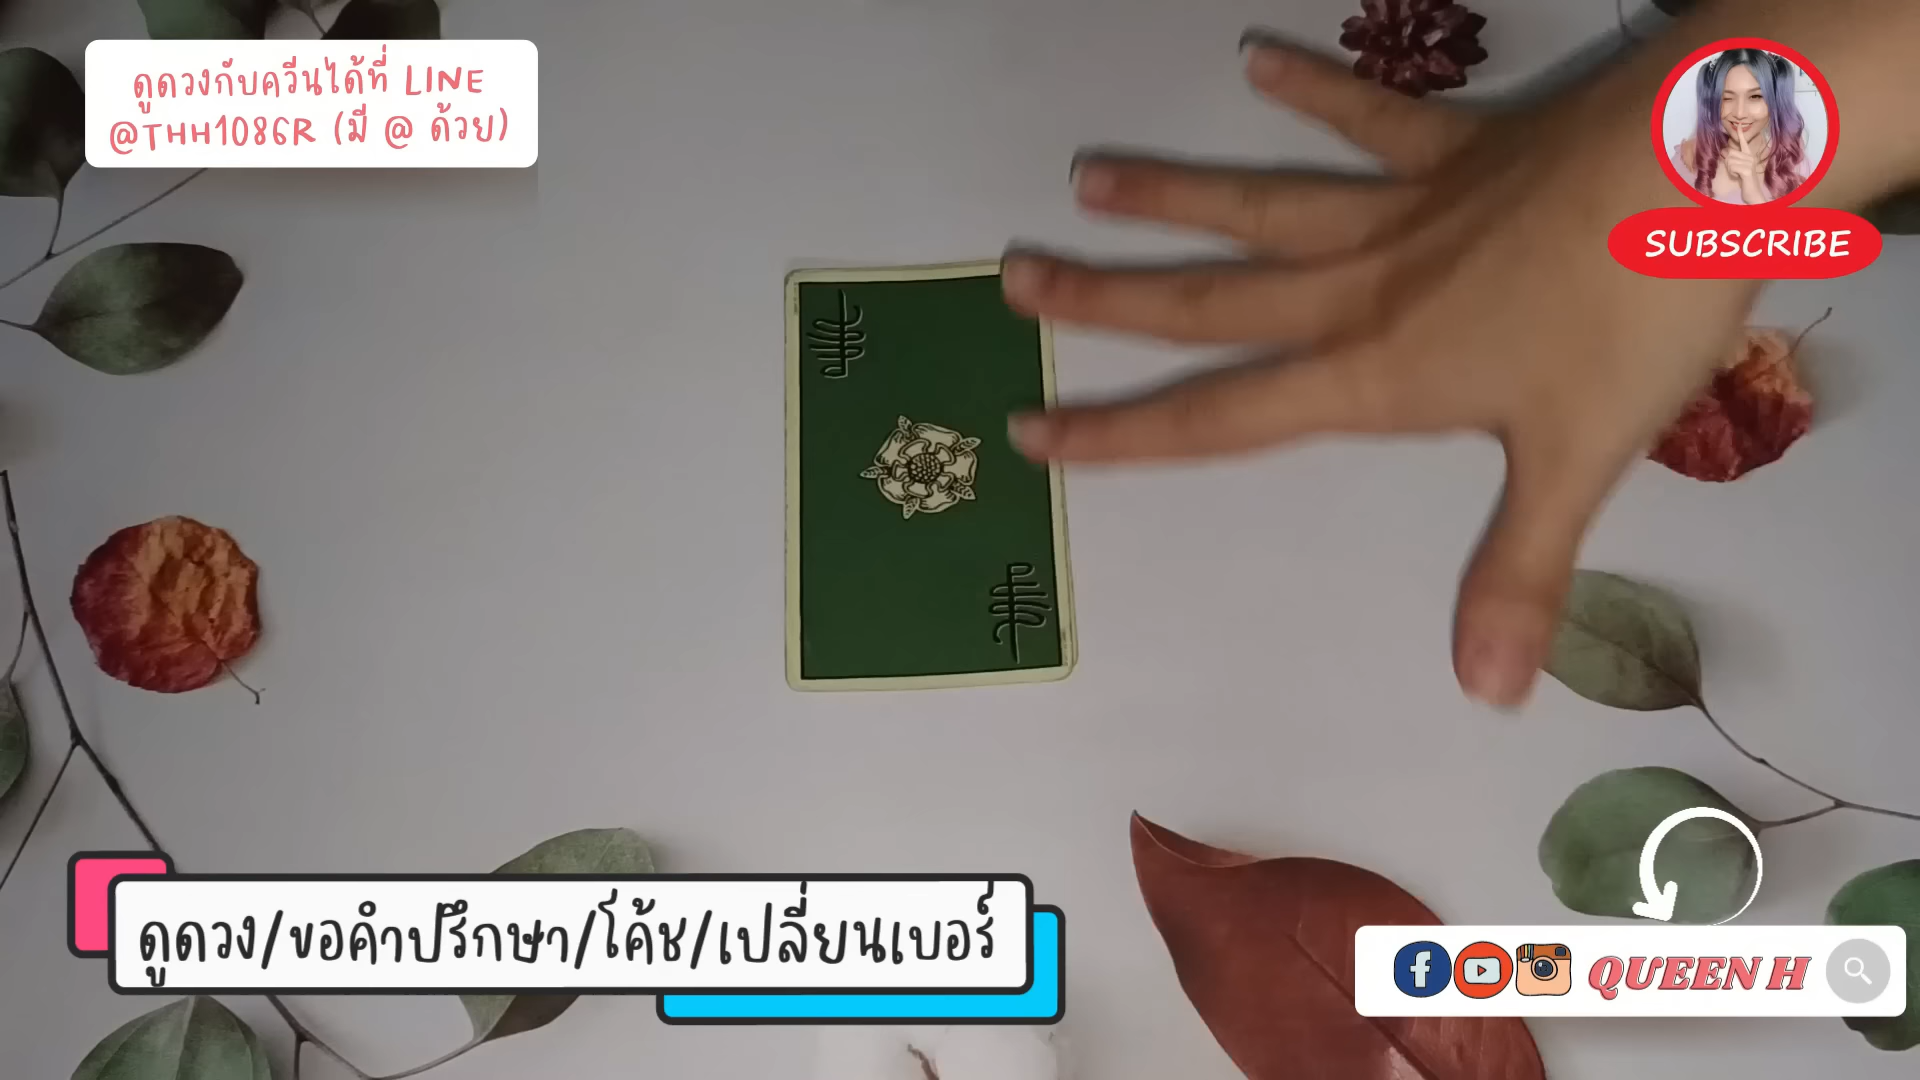 ดูดวงกับควีนได้ที่ LINE
@THH1086R (มี @ ด้วย)
SUBSCRIBE
ดูดวง/ขอคำปรึกษา/โค้ช/เปลี่ยนเบอร์
QUEEN H